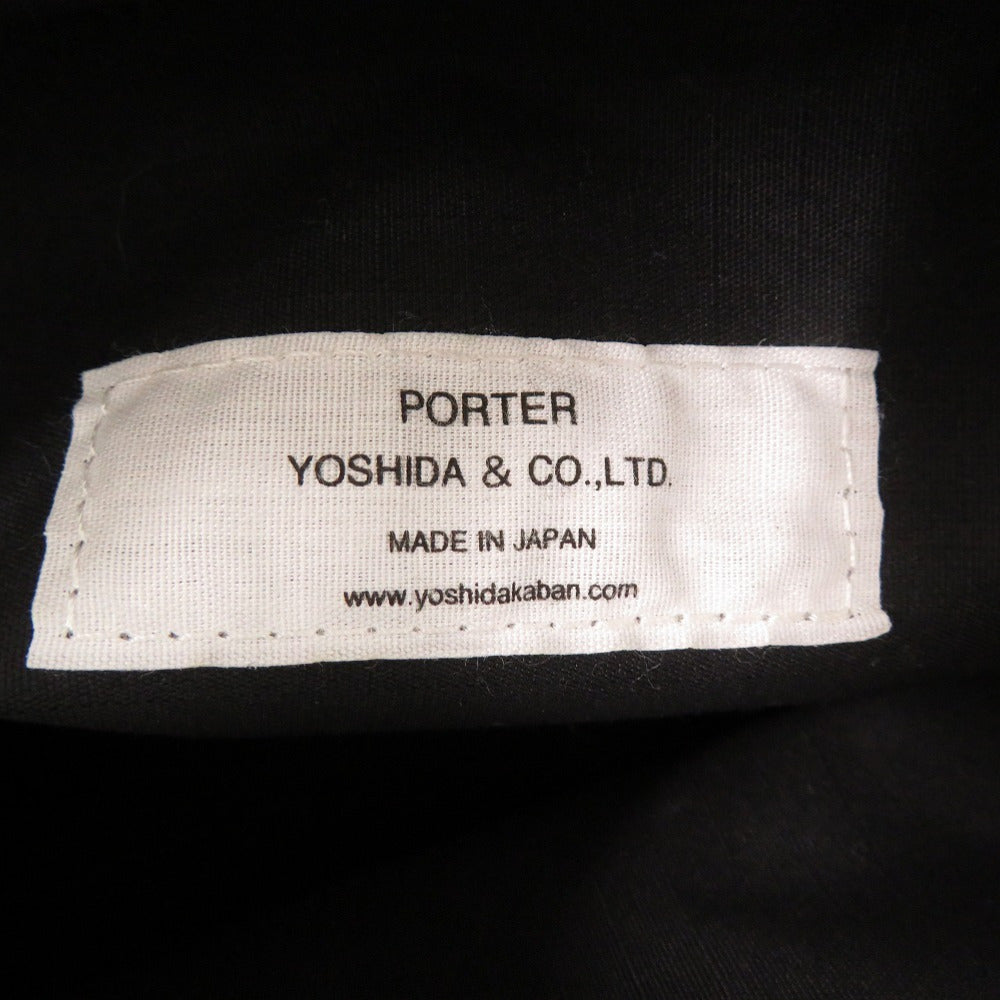 PORTER
YOSHIDA & CO.,LTD.
MADE IN JAPAN
www.yoshidakaban.com